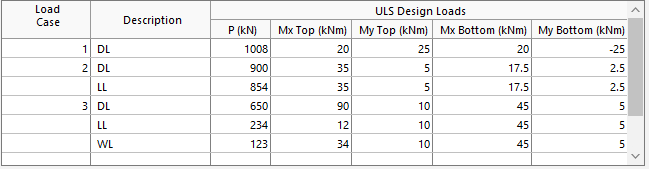 Load Case Description ULS Design Loads
P (kN) Mx Top (kNm) My Top (kNm) Mx Bottom (kNm) My Bottom (kNm)
1 DL 1008 20 25 20 -25
2 DL 900 35 5 17.5 2.5
LL 854 35 5 17.5 2.5
3 DL 650 90 10 45 5
LL 234 12 10 45 5
WL 123 34 10 45 5